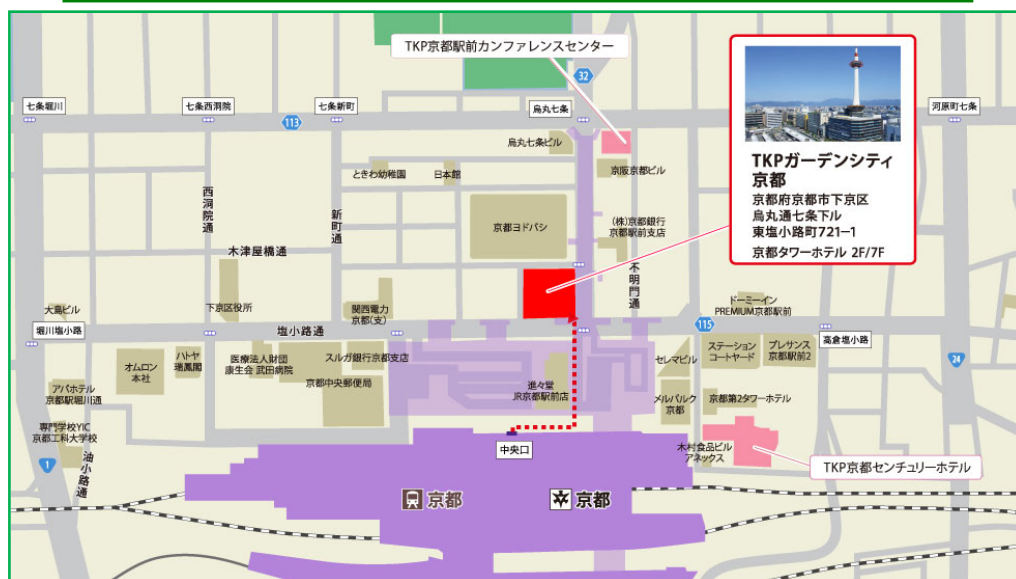 TKP京都駅前カンファレンスセンター
32
七条堀川
七条西洞院
七条新町
烏丸七条
河原町七条
113
烏丸七条ビル
ときわ幼稚園
日本館
京阪京都ビル
TKPガーデンシティ
京都
京都府京都市下京区
烏丸通七条下ル
東塩小路町721−1
京都タワーホテル 2F/7F
西洞院通
新町通
京都ヨドバシ
(株)京都銀行
京都駅前支店
木津屋橋通
不明門通
大島ビル
下京区役所
関西電力
京都(支)
ドーミーイン
PREMIUM京都駅前
堀川塩小路
塩小路通
115
高倉塩小路
オムロン
本社
ハトヤ
瑞鳳閣
医療法人財団
康生会 武田病院
スルガ銀行京都支店
京都中央郵便局
セレマビル
ステーション
コートヤード
プレサンス
京都駅前2
24
アパホテル
京都駅堀川通
進々堂
JR京都駅前店
メルパルク
京都
京都第2タワーホテル
専門学校YIC
京都工科大学校
中央口
木村食品ビル
アネックス
1
油小路通
TKP京都センチュリーホテル
京都
京都